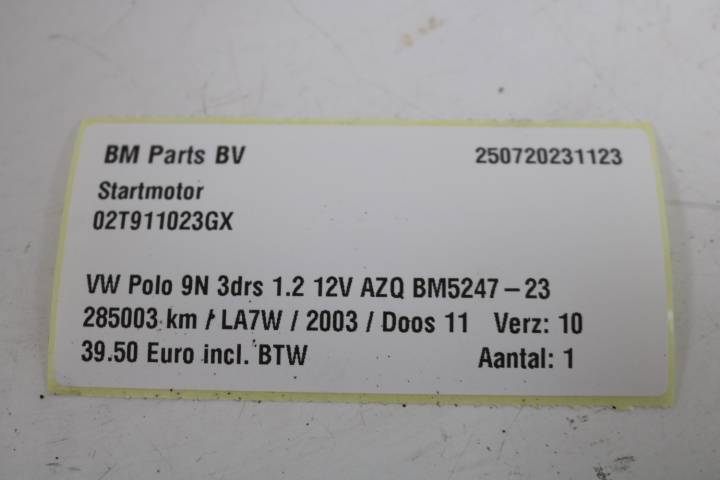 BM Parts BV 250720231123
Startmotor
02T911023GX
VW Polo 9N 3drs 1.2 12V AZQ BM5247-23
285003 km / LA7W / 2003 / Doos 11 Verz: 10
39.50 Euro incl. BTW Aantal: 1